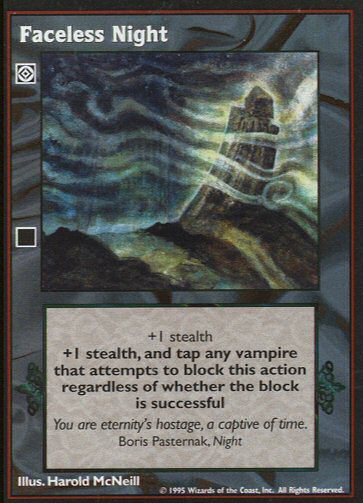 Faceless Night
+1 stealth
+1 stealth, and tap any vampire
that attempts to block this action
regardless of whether the block
is successful
You are eternity's hostage, a captive of time.
Boris Pasternak, Night
Illus. Harold McNeill
© 1995 Wizards of the Coast, Inc. All Rights Reserved.